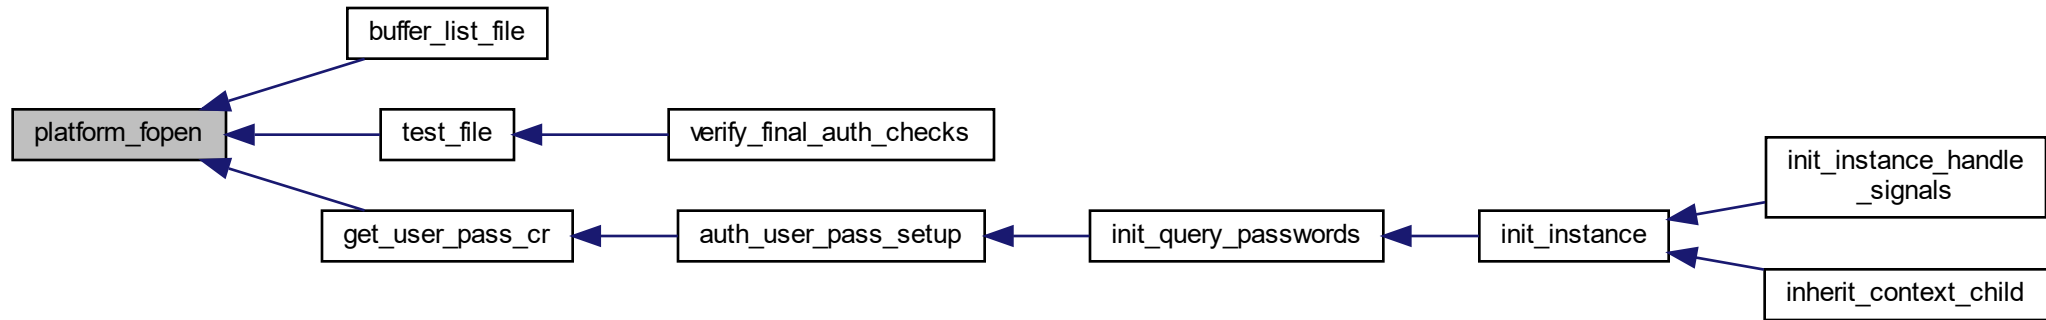 buffer_list_file
platform_fopen
test_file
verify_final_auth_checks
init_instance_handle
_signals
get_user_pass_cr
auth_user_pass_setup
init_query_passwords
init_instance
inherit_context_child